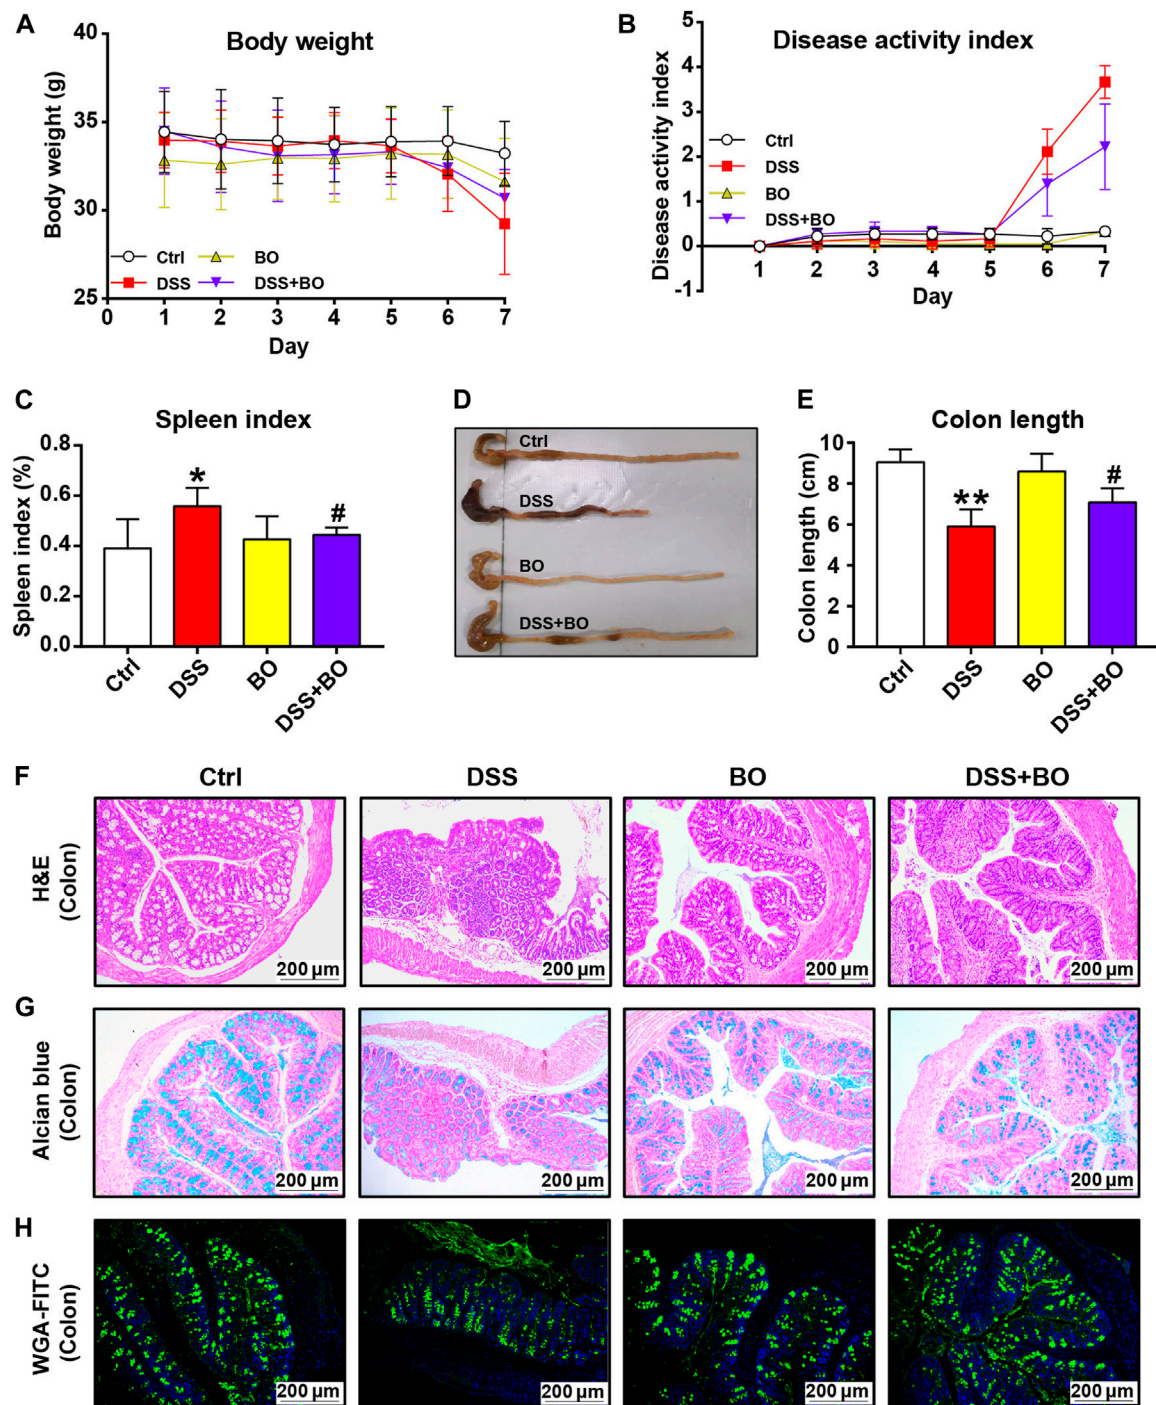 A
Body weight
Body weight (g)
40
35
30
25
0 1 2 3 4 5 6 7
Day
Ctrl
BO
DSS
DSS+BO
B
Disease activity index
Disease activity index
5
4
3
2
1
0
-1
1 2 3 4 5 6 7
Day
Ctrl
DSS
BO
DSS+BO
C
Spleen index
Spleen index (%)
0.8
0.6
0.4
0.2
0.0
*
#
Ctrl
DSS
BO
DSS+BO
D
Ctrl
DSS
BO
DSS+BO
E
Colon length
Colon length (cm)
10
8
6
4
2
0
**
#
Ctrl
DSS
BO
DSS+BO
Ctrl DSS BO DSS+BO
F
H&E
(Colon)
200 µm 200 µm 200 µm 200 µm
G
Alcian blue
(Colon)
200 µm 200 µm 200 µm 200 µm
H
WGA-FITC
(Colon)
200 µm 200 µm 200 µm 200 µm